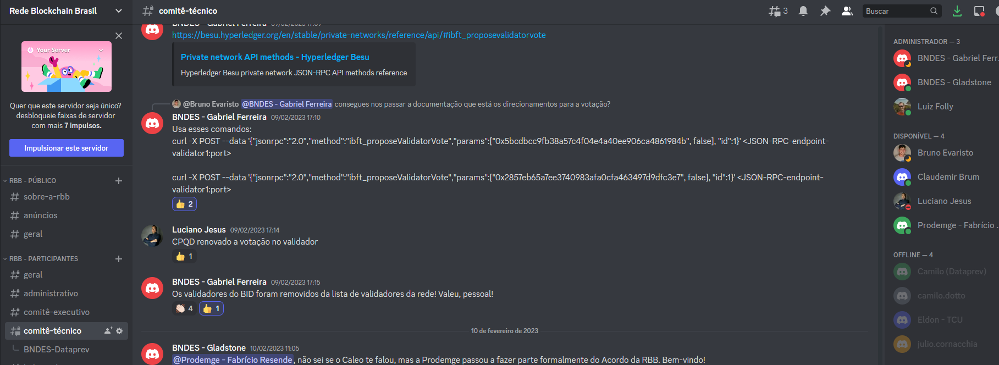 Rede Blockchain Brasil
Your Server
Quer que este servidor seja único?
desbloqueie faixas de servidor
com mais 7 impulsos.
Impulsionar este servidor
RBB - PÚBLICO
sobre-a-rbb
anúncios
geral
RBB - PARTICIPANTES
geral
administrativo
comitê-executivo
comitê-técnico
BNDES-Dataprev
comitê-técnico
3
Buscar
BNDES - Gabriel Ferreira
https://besu.hyperledger.org/en/stable/private-networks/reference/api/#ibft_proposevalidatorvote
Private network API methods - Hyperledger Besu
Hyperledger Besu private network JSON-RPC API methods reference
@Bruno Evaristo @BNDES - Gabriel Ferreira consegues nos passar a documentação que está os direcionamentos para a votação?
BNDES - Gabriel Ferreira 09/02/2023 17:10
Usa esses comandos:
curl -X POST --data '{"jsonrpc":"2.0","method":"ibft_proposeValidatorVote","params":["0x5bcdbcc9fb38a57c4f04e4a40ee906ca4861984b", false], "id":1}' <JSON-RPC-endpoint-
validator1:port>
curl -X POST --data '{"jsonrpc":"2.0","method":"ibft_proposeValidatorVote","params":["0x2857eb65a7ee3740983afa0cfa463497d9dfc3e7", false], "id":1}' <JSON-RPC-endpoint-
validator1:port>
2
Luciano Jesus 09/02/2023 17:14
CPQD renovado a votação no validador
1
BNDES - Gabriel Ferreira 09/02/2023 17:15
Os validadores do BID foram removidos da lista de validadores da rede! Valeu, pessoal!
4 1
10 de fevereiro de 2023
BNDES - Gladstone 10/02/2023 11:05
@Prodemge - Fabrício Resende, não sei se o Caleo te falou, mas a Prodemge passou a fazer parte formalmente do Acordo da RBB. Bem-vindo!
ADMINISTRADOR — 3
BNDES - Gabriel Ferr
BNDES - Gladstone
Luiz Folly
DISPONÍVEL — 4
Bruno Evaristo
Claudemir Brum
Luciano Jesus
Prodemge - Fabrício
OFFLINE — 4
Camilo (Dataprev)
camilo.dotto
Eldon - TCU
julio.cornacchia